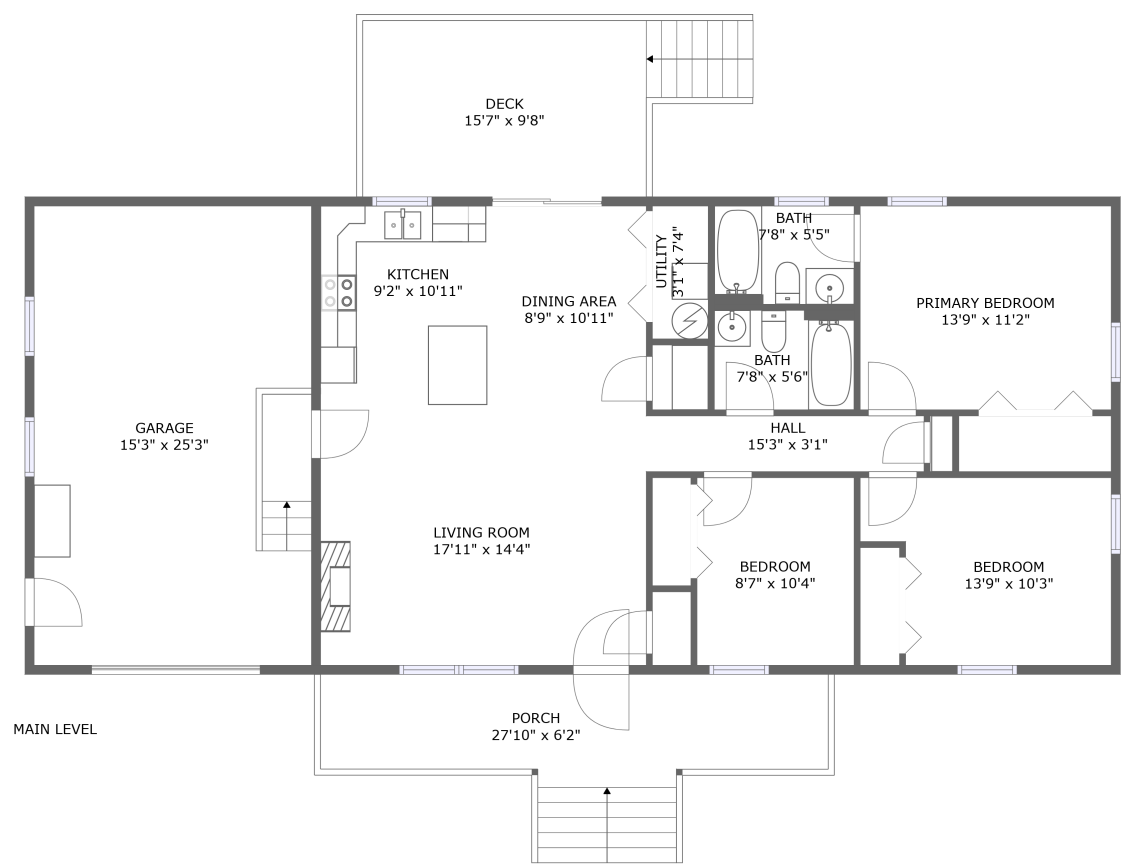 DECK
15'7" x 9'8"
BATH
7'8" x 5'5"
UTILITY
3'1" x 7'4"
KITCHEN
9'2" x 10'11"
DINING AREA
8'9" x 10'11"
PRIMARY BEDROOM
13'9" x 11'2"
BATH
7'8" x 5'6"
GARAGE
15'3" x 25'3"
HALL
15'3" x 3'1"
LIVING ROOM
17'11" x 14'4"
BEDROOM
8'7" x 10'4"
BEDROOM
13'9" x 10'3"
PORCH
27'10" x 6'2"
MAIN LEVEL